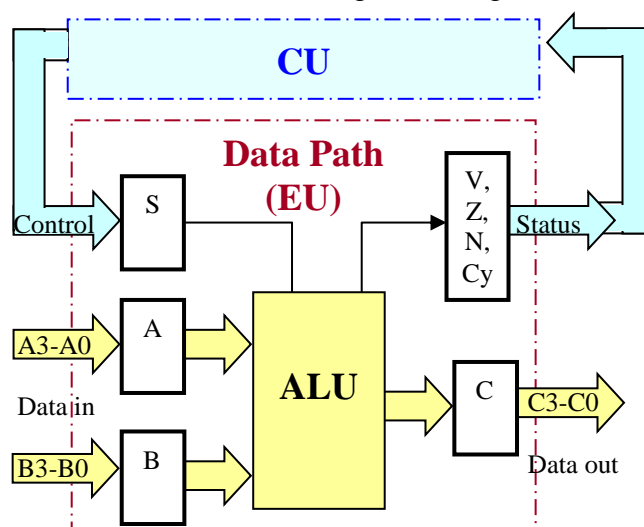 CU
Data Path
(EU)
S
V,
Z,
N,
Cy
Control
Status
A3-A0
A
ALU
Data in
C
C3-C0
B3-B0
B
Data out